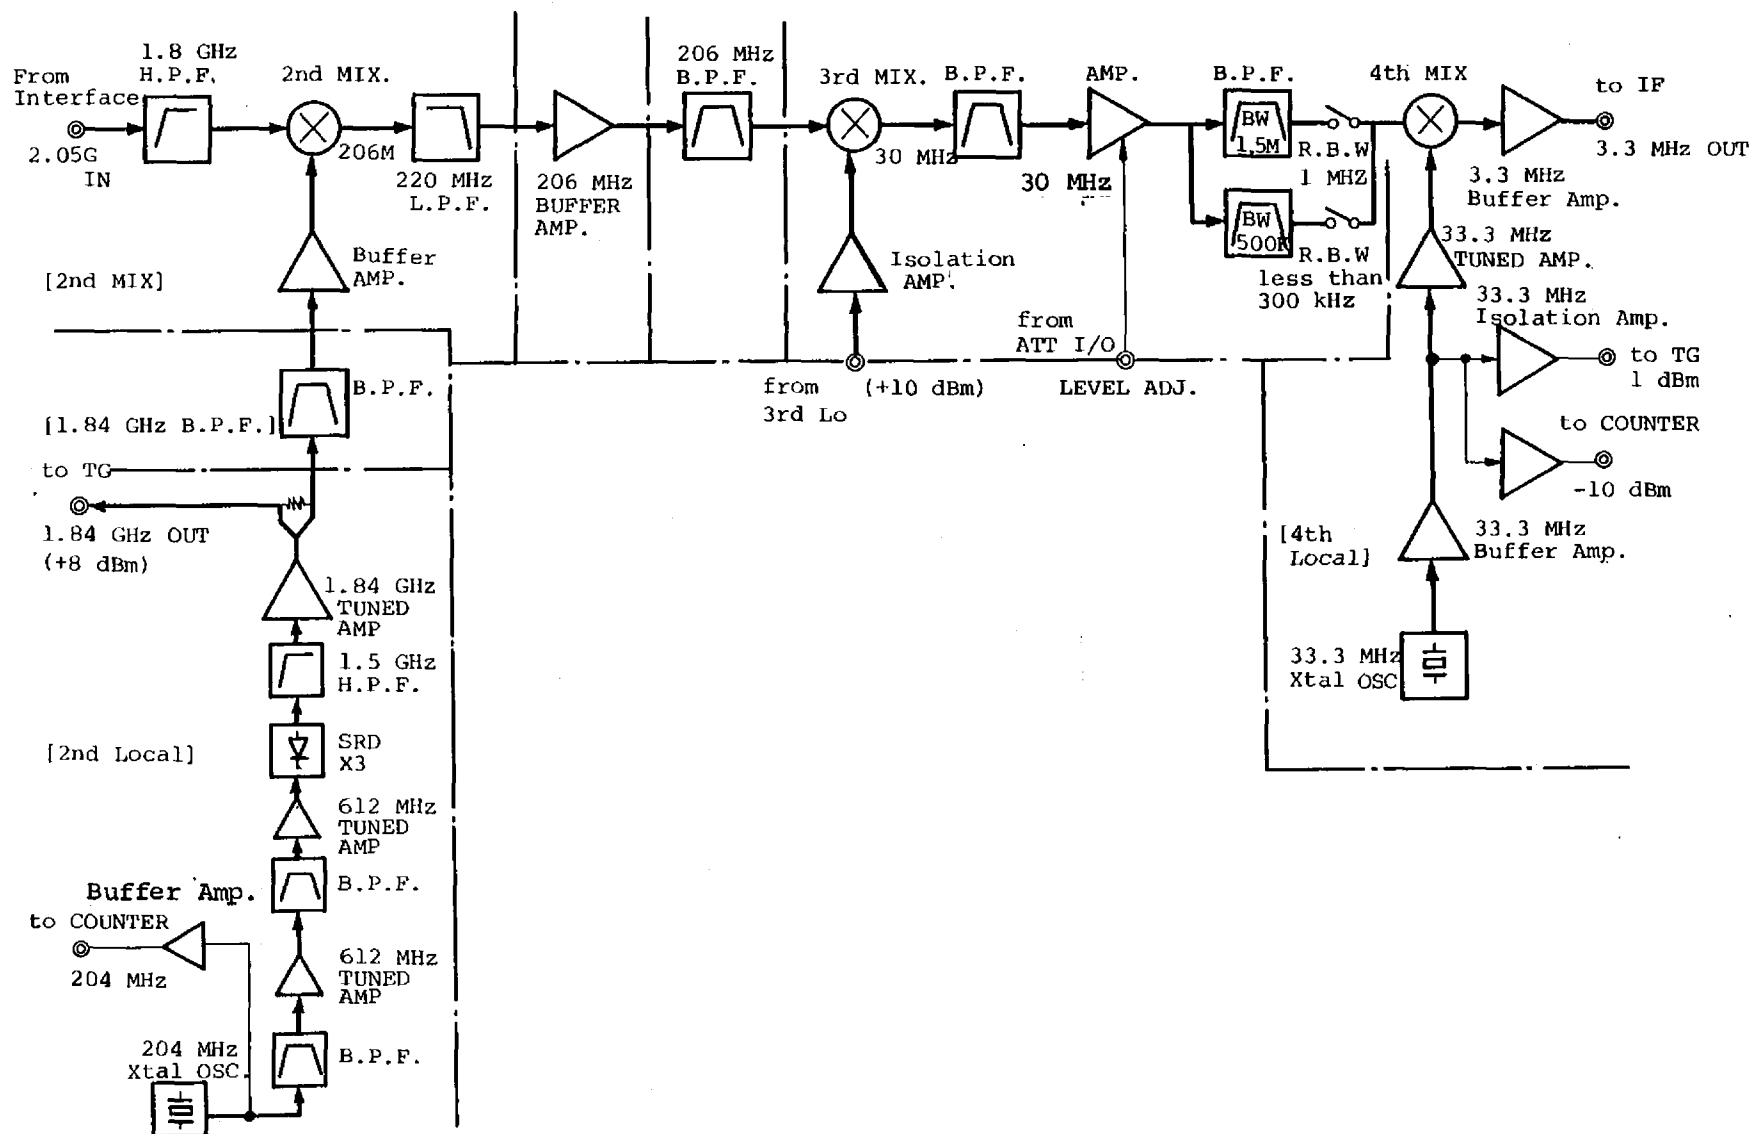 From
Interface
2.05G
IN
1.8 GHz
H.P.F.
2nd MIX.
206M
220 MHz
L.P.F.
206 MHz
BUFFER
AMP.
206 MHz
B.P.F.
3rd MIX.
30 MHz
B.P.F.
30 MHz
AMP.
B.P.F.
BW
1.5M
R.B.W
1 MHZ
BW
500K
R.B.W
less than
300 kHz
4th MIX
to IF
3.3 MHz OUT
3.3 MHz
Buffer Amp.
33.3 MHz
TUNED AMP.
33.3 MHz
Isolation Amp.
to TG
1 dBm
to COUNTER
-10 dBm
33.3 MHz
Buffer Amp.
[4th
Local]
33.3 MHz
Xtal OSC
Isolation
AMP.
from
3rd Lo
(+10 dBm)
from
ATT I/O
LEVEL ADJ.
Buffer
AMP.
[2nd MIX]
B.P.F.
[1.84 GHz B.P.F.]
to TG
1.84 GHz OUT
(+8 dBm)
1.84 GHz
TUNED
AMP
1.5 GHz
H.P.F.
[2nd Local]
SRD
X3
612 MHz
TUNED
AMP
B.P.F.
Buffer Amp.
to COUNTER
204 MHz
612 MHz
TUNED
AMP
B.P.F.
204 MHz
Xtal OSC.